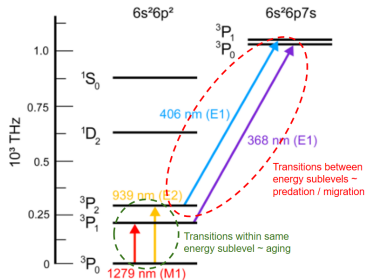 6s²6p²
6s²6p7s
³P₁
³P₀
1.0
¹S₀
0.75
406 nm (E1)
10³ THz
¹D₂
368 nm (E1)
0.5
Transitions between
energy sublevels ~
predation / migration
939 nm (E2)
³P₂
0.25
³P₁
Transitions within same
energy sublevel ~ aging
0
³P₀
1279 nm (M1)